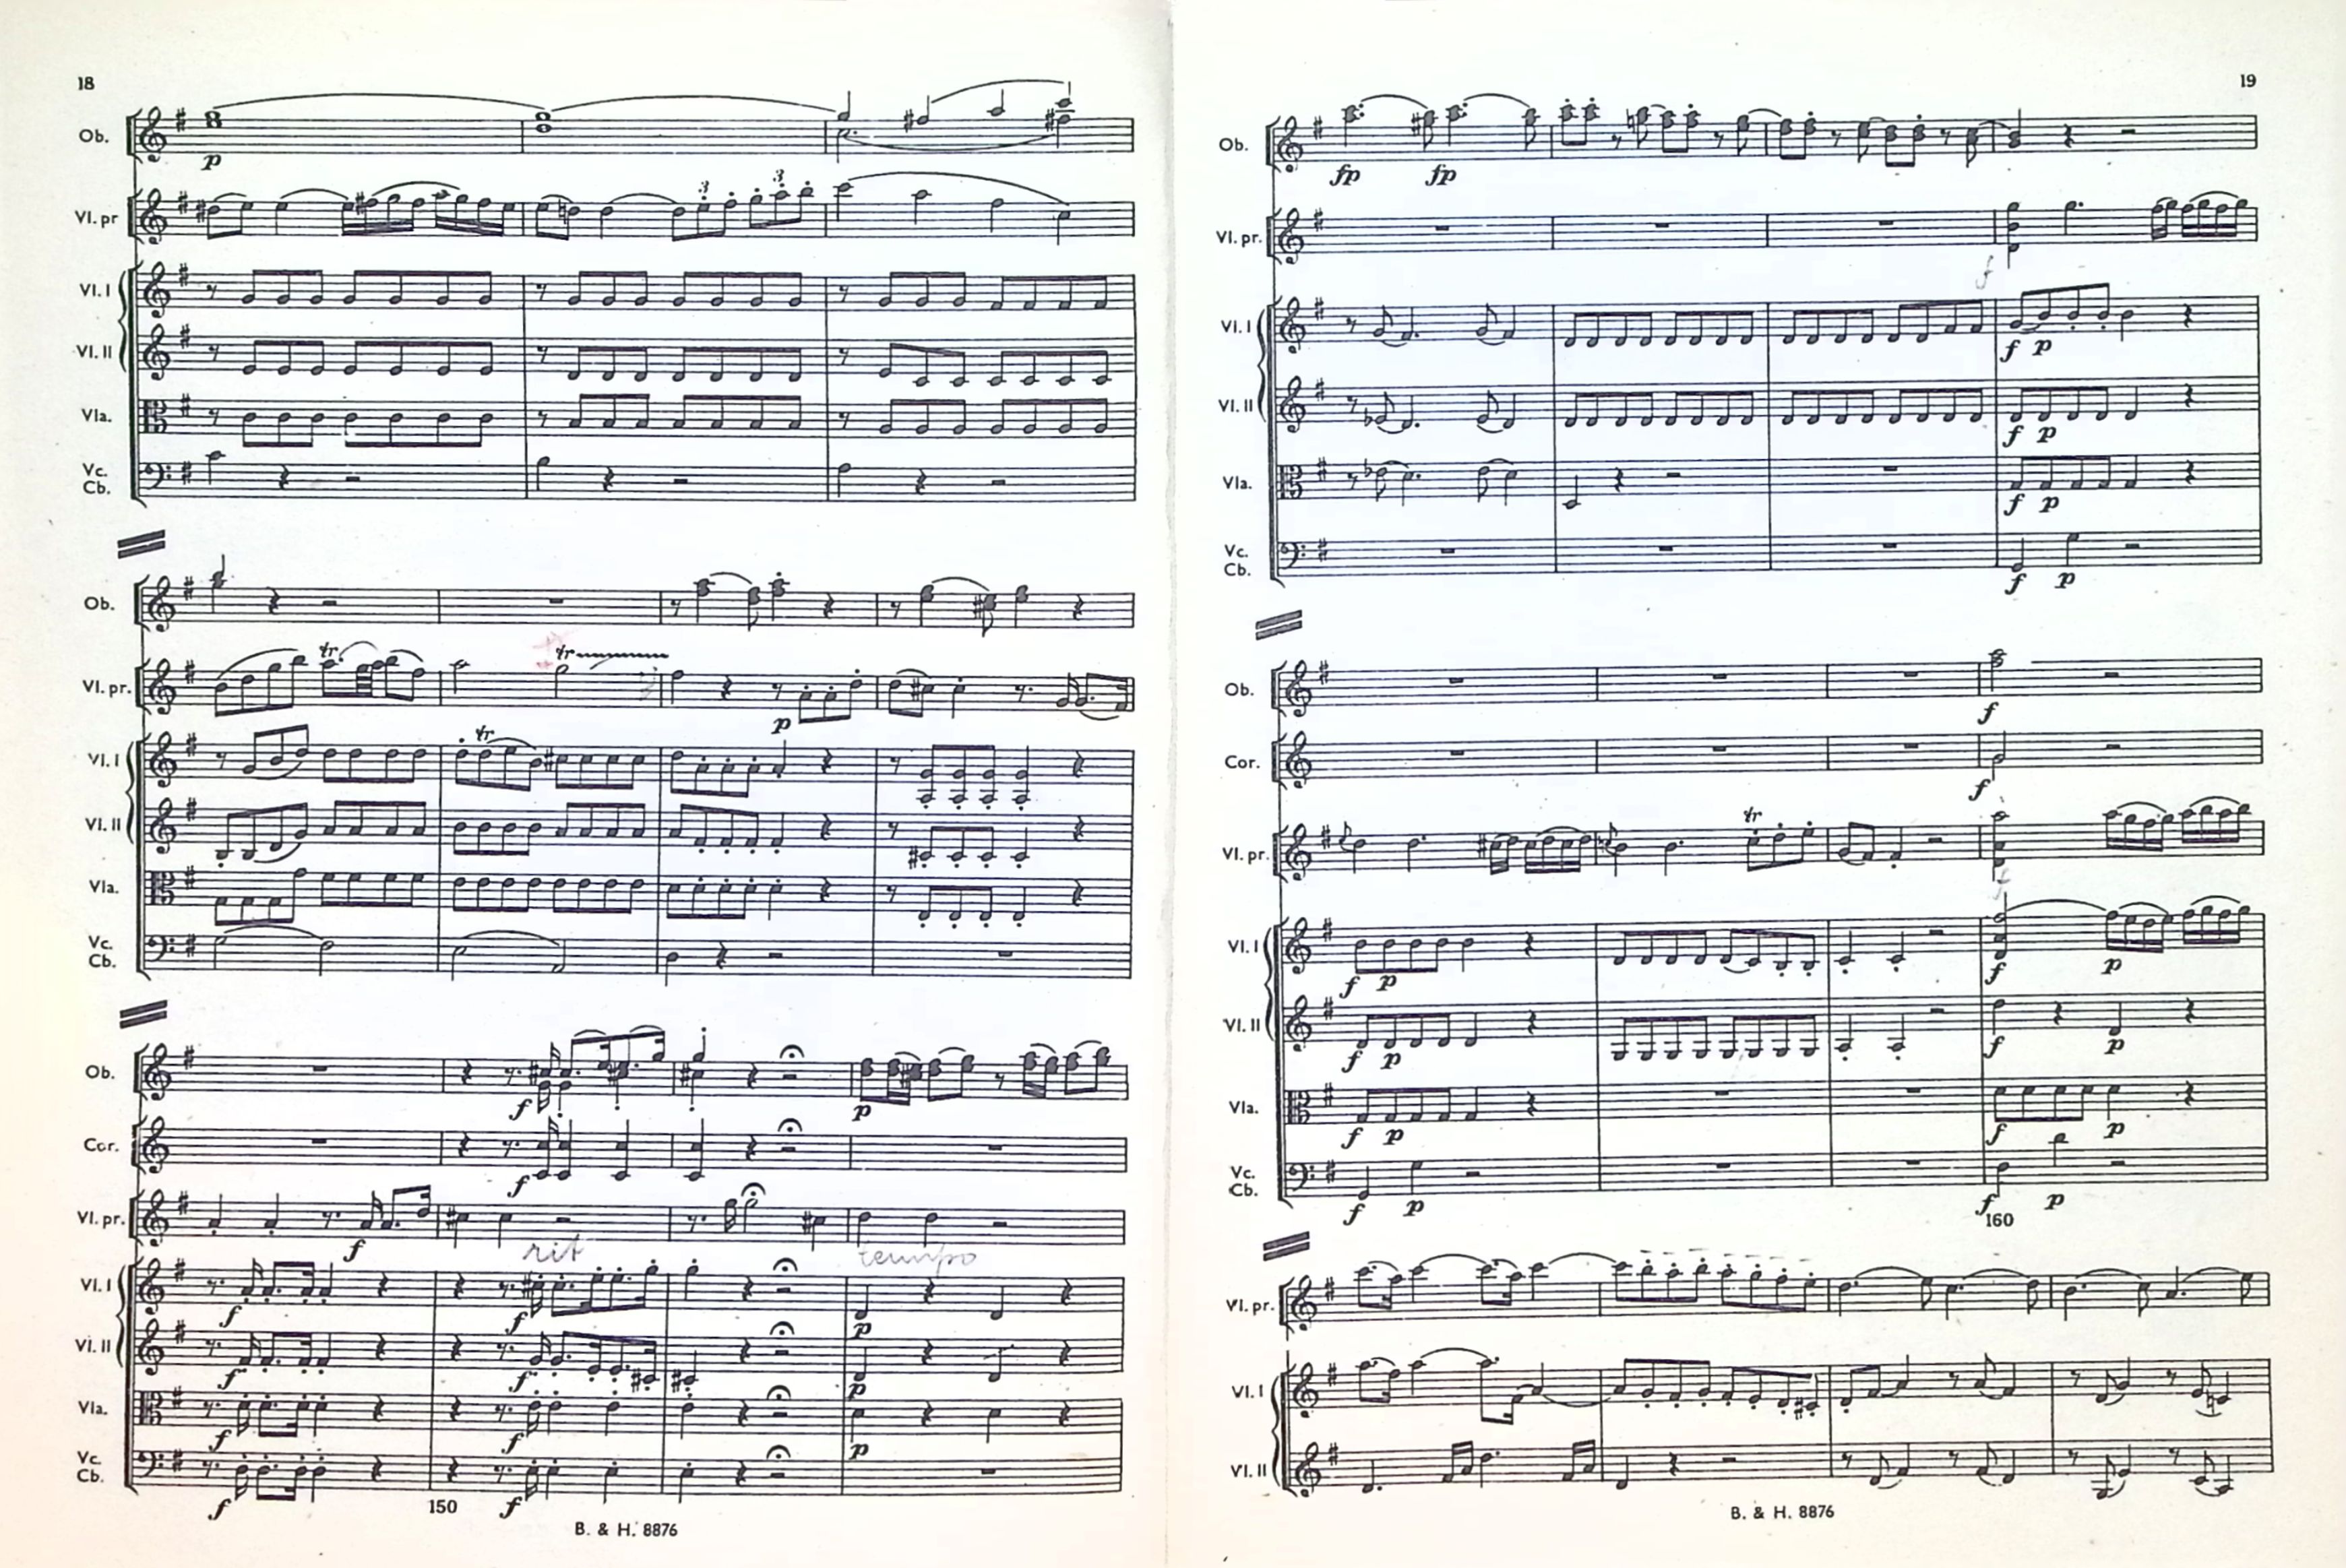 18
Ob.
p
Vl. pr
3 3
Vl. I
Vl. II
Vla.
Vc.
Cb.
Ob.
tr tr
Vl. pr.
p
tr
Vl. I
Vl. II
Vla.
Vc.
Cb.
Ob.
f p
Cor.
f
Vl. pr.
f
rit tempo
Vl. I
f f p
Vl. II
f f p
Vla.
f f p
Vc.
Cb.
f f
150
B. & H. 8876
19
Ob.
fp fp
Vl. pr.
f
Vl. I
f p
Vl. II
f p
Vla.
f p
Vc.
Cb.
f p
Ob.
f
Cor.
f
tr
Vl. pr.
f
Vl. I
f p f p
Vl. II
f p f p
Vla.
f p f p
Vc.
Cb.
f p f p
160
Vl. pr.
Vl. I
Vl. II
B. & H. 8876